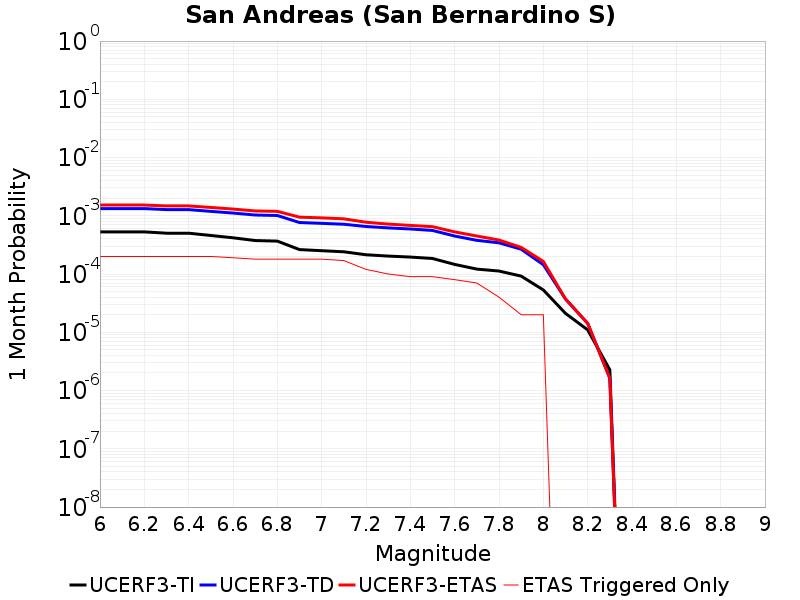 San Andreas (San Bernardino S)
10^0
10^-1
10^-2
10^-3
10^-4
10^-5
10^-6
10^-7
10^-8
1 Month Probability
6 6.2 6.4 6.6 6.8 7 7.2 7.4 7.6 7.8 8 8.2 8.4 8.6 8.8 9
Magnitude
UCERF3-TI UCERF3-TD UCERF3-ETAS ETAS Triggered Only